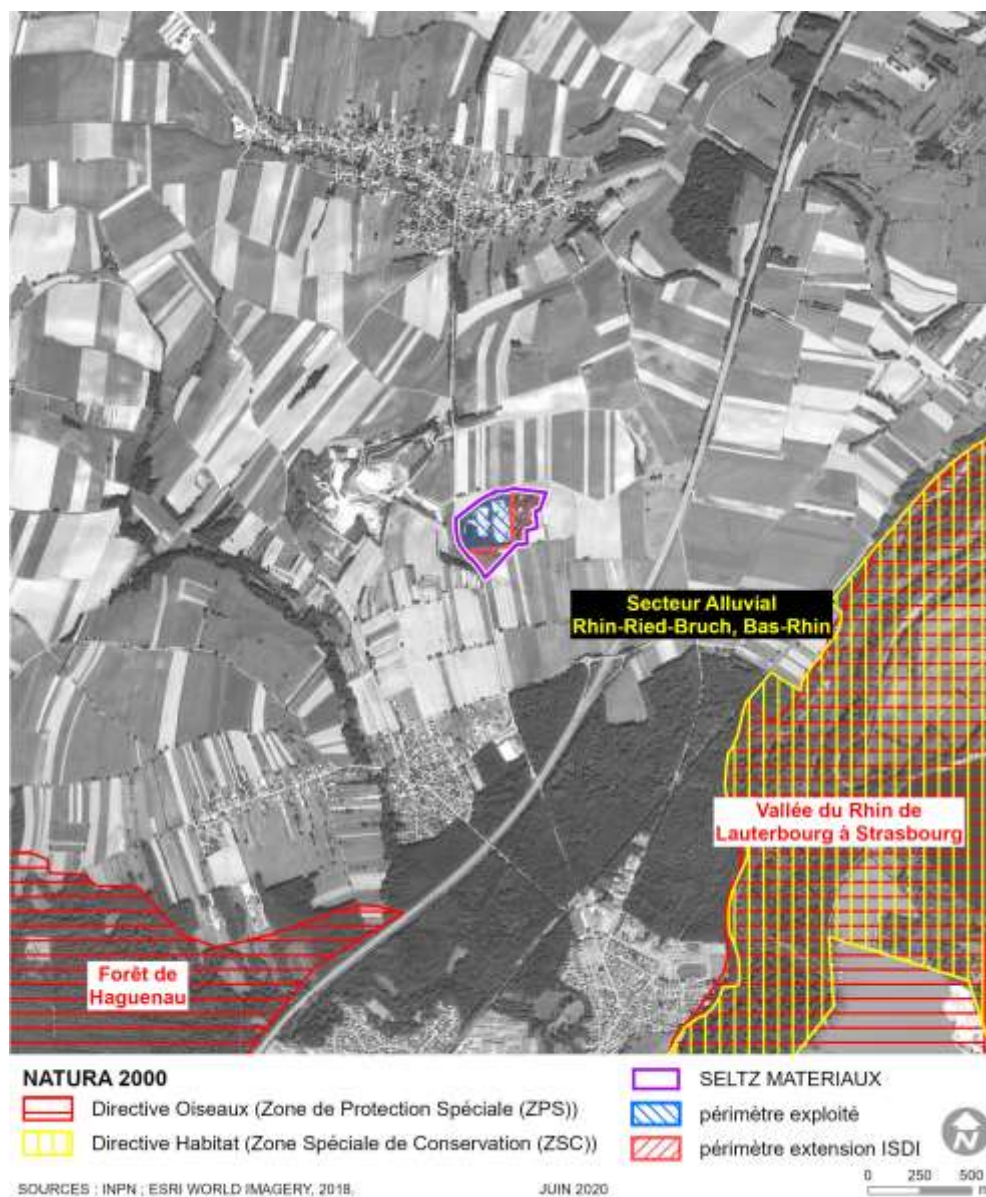 Secteur Alluvial
Rhin-Ried-Bruch, Bas-Rhin
Vallée du Rhin de
Lauterbourg à Strasbourg
Forêt de
Haguenau
NATURA 2000
Directive Oiseaux (Zone de Protection Spéciale (ZPS))
Directive Habitat (Zone Spéciale de Conservation (ZSC))
SELTZ MATERIAUX
périmètre exploité
périmètre extension ISDI
N
0 250 500
m
SOURCES : INPN ; ESRI WORLD IMAGERY, 2018.
JUIN 2020